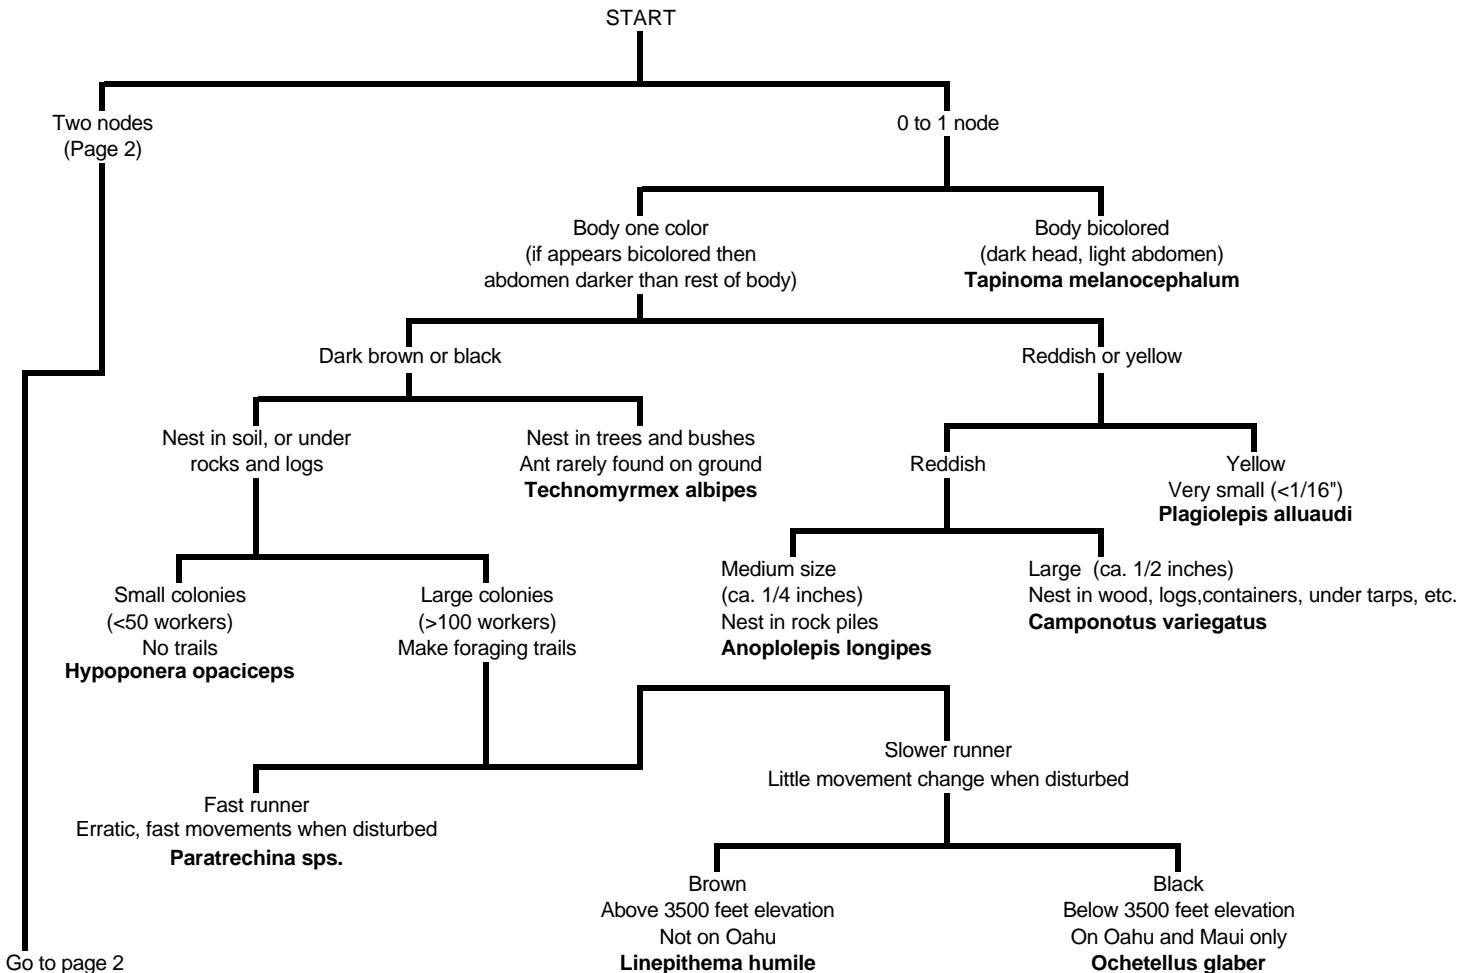 START
Two nodes
(Page 2)
0 to 1 node
Body one color
(if appears bicolored then
abdomen darker than rest of body)
Body bicolored
(dark head, light abdomen)
Tapinoma melanocephalum
Dark brown or black
Reddish or yellow
Nest in soil, or under
rocks and logs
Nest in trees and bushes
Ant rarely found on ground
Technomyrmex albipes
Reddish
Yellow
Very small (<1/16")
Plagiolepis alluaudi
Small colonies
(<50 workers)
No trails
Hypoponera opaciceps
Large colonies
(>100 workers)
Make foraging trails
Medium size
(ca. 1/4 inches)
Nest in rock piles
Anoplolepis longipes
Large (ca. 1/2 inches)
Nest in wood, logs,containers, under tarps, etc.
Camponotus variegatus
Fast runner
Erratic, fast movements when disturbed
Paratrechina sps.
Slower runner
Little movement change when disturbed
Brown
Above 3500 feet elevation
Not on Oahu
Linepithema humile
Black
Below 3500 feet elevation
On Oahu and Maui only
Ochetellus glaber
Go to page 2